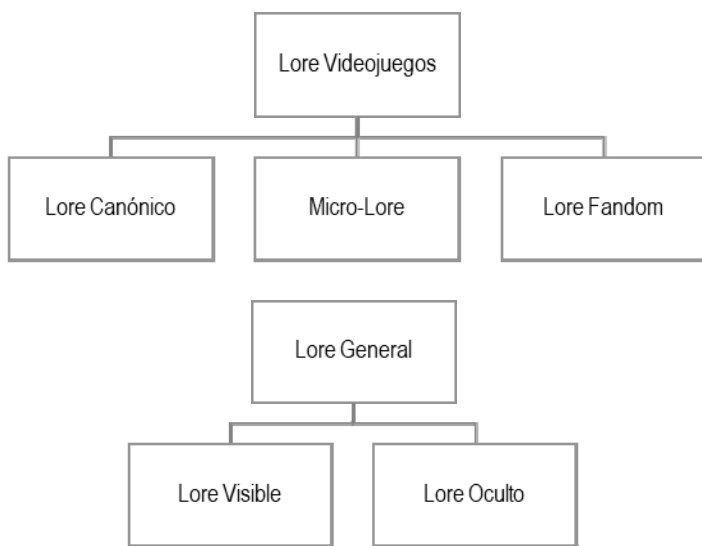 Lore Videojuegos
Lore Canónico
Micro-Lore
Lore Fandom
Lore General
Lore Visible
Lore Oculto